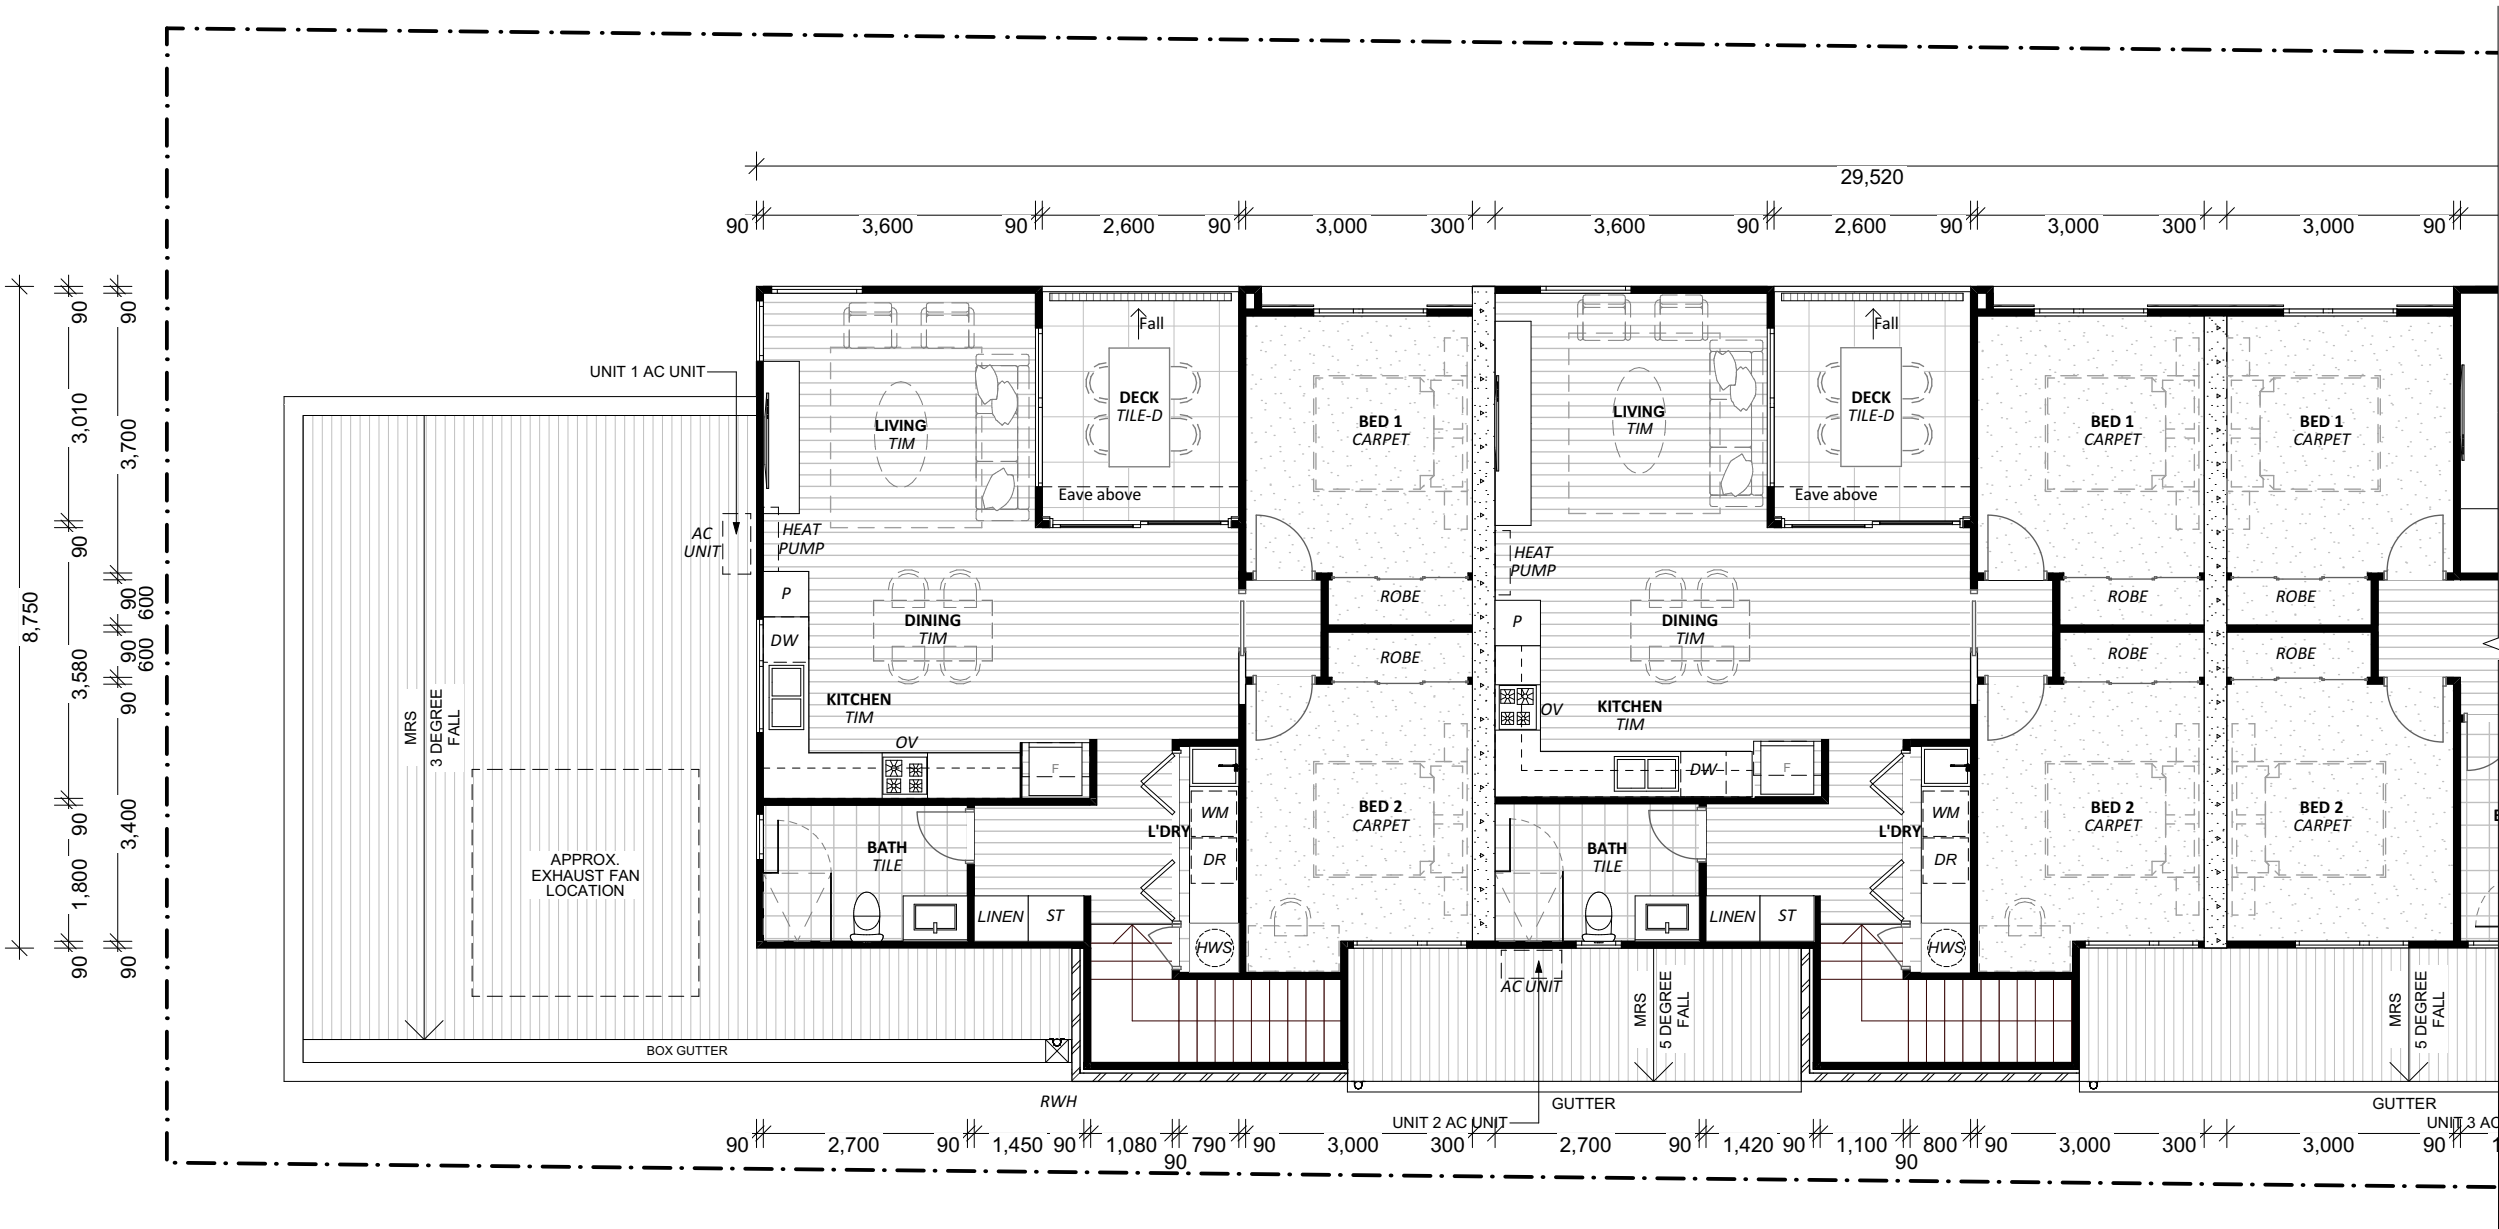 29,520
90 3,600 90 2,600 90 3,000 300 3,600 90 2,600 90 3,000 300 3,000 90
8,750
90 3,010 90 3,580 90 1,800 90
90 3,700 90 600 90 600 90 3,400 90
UNIT 1 AC UNIT
AC
UNIT
HEAT
PUMP
LIVING
TIM
Fall
DECK
TILE-D
Eave above
BED 1
CARPET
ROBE
ROBE
P
DW
DINING
TIM
KITCHEN
TIM
OV
F
WM
L'DRY
DR
HWS
BATH
TILE
LINEN
ST
BED 2
CARPET
MRS
3 DEGREE
FALL
APPROX.
EXHAUST FAN
LOCATION
BOX GUTTER
RWH
LIVING
TIM
Fall
DECK
TILE-D
Eave above
HEAT
PUMP
P
DINING
TIM
OV
KITCHEN
TIM
DW
F
WM
L'DRY
DR
HWS
BATH
TILE
LINEN
ST
AC UNIT
MRS
5 DEGREE
FALL
GUTTER
UNIT 2 AC UNIT
BED 1
CARPET
ROBE
ROBE
BED 2
CARPET
BED 1
CARPET
ROBE
ROBE
BED 2
CARPET
MRS
5 DEGREE
FALL
GUTTER
UNIT 3 AC
90 2,700 90 1,450 90 1,080 90 790 90 3,000 300 2,700 90 1,420 90 1,100 90 800 90 3,000 300 3,000 90